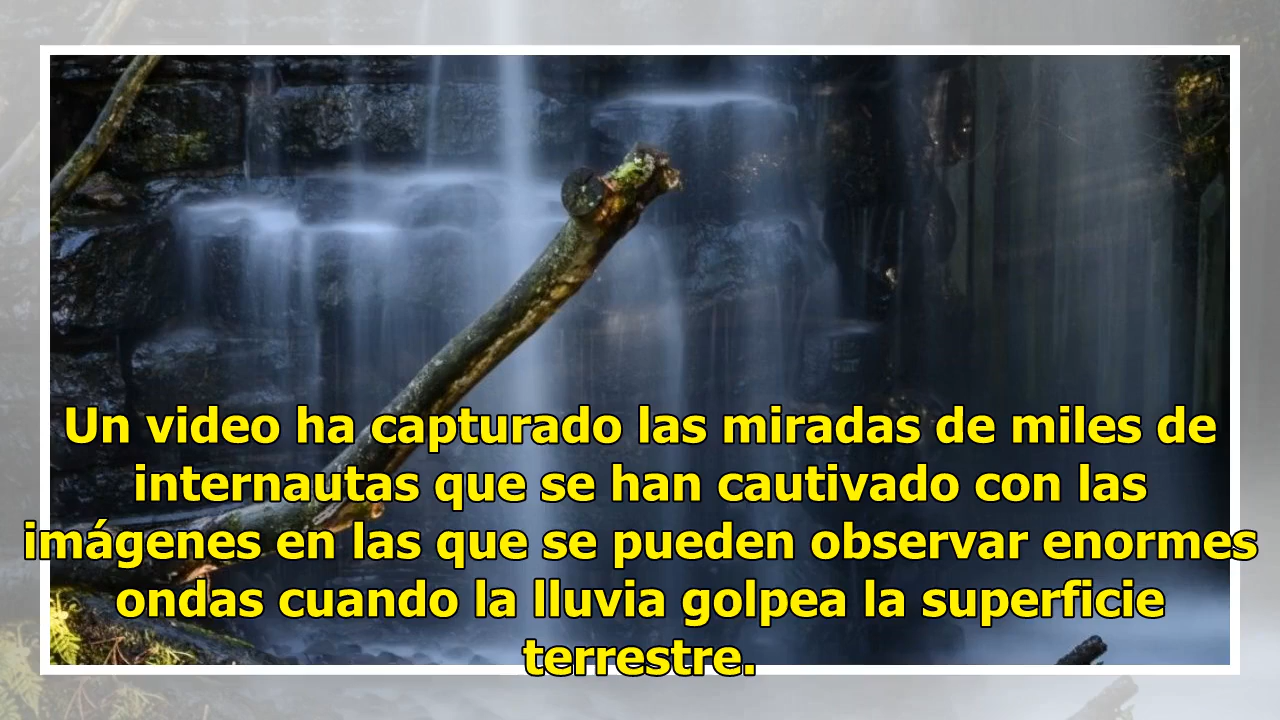 Un video ha capturado las miradas de miles de
internautas que se han cautivado con las
imágenes en las que se pueden observar enormes
ondas cuando la lluvia golpea la superficie
terrestre.